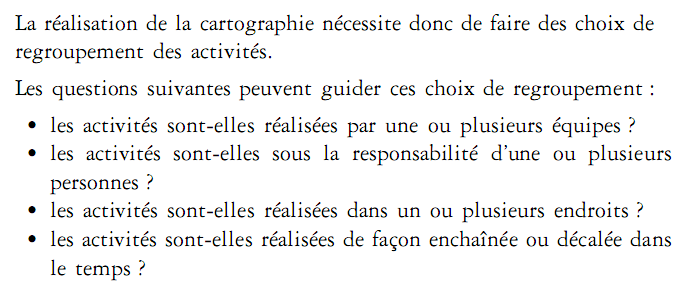 La réalisation de la cartographie nécessite donc de faire des choix de
regroupement des activités.
Les questions suivantes peuvent guider ces choix de regroupement :
• les activités sont-elles réalisées par une ou plusieurs équipes ?
• les activités sont-elles sous la responsabilité d'une ou plusieurs
personnes ?
• les activités sont-elles réalisées dans un ou plusieurs endroits ?
• les activités sont-elles réalisées de façon enchaînée ou décalée dans
le temps ?